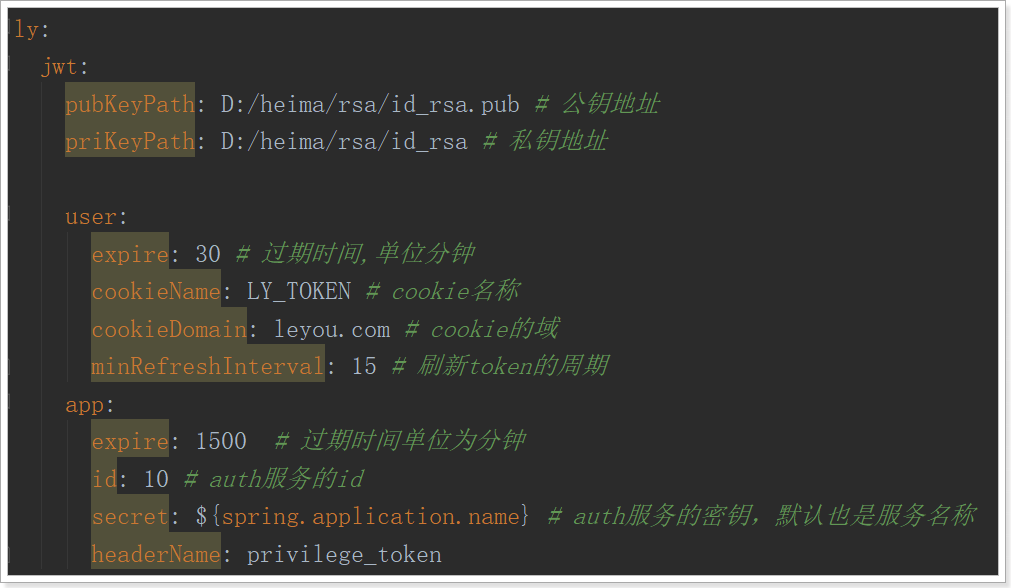 ly:
jwt:
pubKeyPath: D:/heima/rsa/id_rsa.pub # 公钥地址
priKeyPath: D:/heima/rsa/id_rsa # 私钥地址
user:
expire: 30 # 过期时间,单位分钟
cookieName: LY_TOKEN # cookie名称
cookieDomain: leyou.com # cookie的域
minRefreshInterval: 15 # 刷新token的周期
app:
expire: 1500 # 过期时间单位为分钟
id: 10 # auth服务的id
secret: ${spring.application.name} # auth服务的密钥，默认也是服务名称
headerName: privilege_token